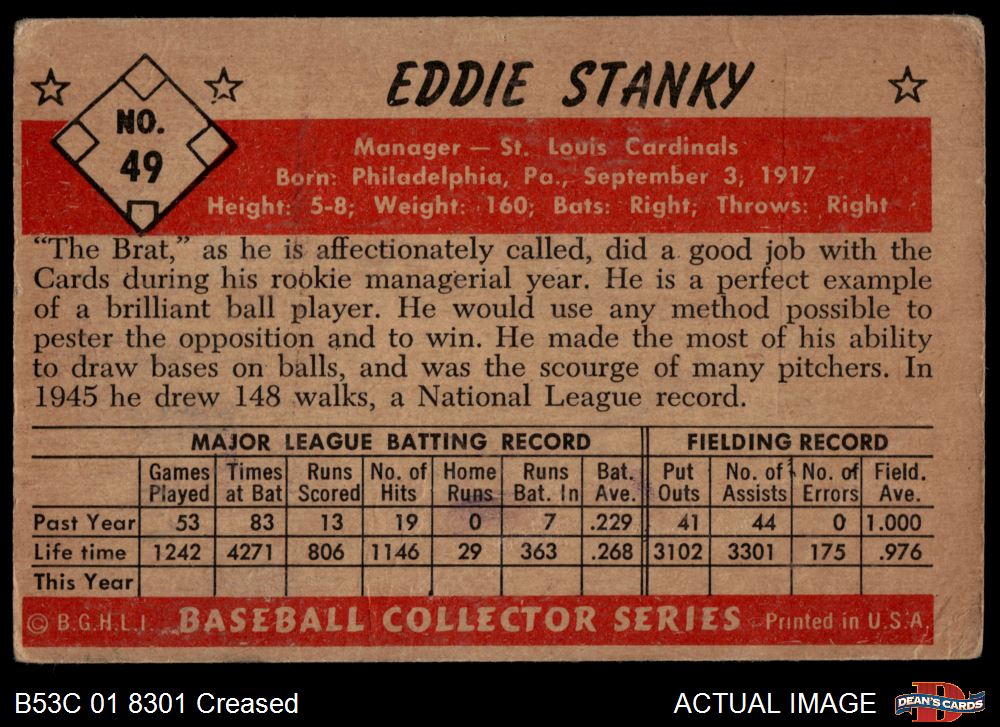 EDDIE STANKY
NO.
49
Manager — St. Louis Cardinals
Born: Philadelphia, Pa., September 3, 1917
Height: 5-8; Weight: 160; Bats: Right; Throws: Right
“The Brat,” as he is affectionately called, did a good job with the
Cards during his rookie managerial year. He is a perfect example
of a brilliant ball player. He would use any method possible to
pester the opposition and to win. He made the most of his ability
to draw bases on balls, and was the scourge of many pitchers. In
1945 he drew 148 walks, a National League record.
MAJOR LEAGUE BATTING RECORD FIELDING RECORD
Games Times Runs No. of Home Runs Bat. Put No. of No. of Field.
Played at Bat Scored Hits Runs Bat. In Ave. Outs Assists Errors Ave.
Past Year 53 83 13 19 0 7 .229 41 44 0 1.000
Life time 1242 4271 806 1146 29 363 .268 3102 3301 175 .976
This Year
© B.G.H.L.I. BASEBALL COLLECTOR SERIES Printed in U.S.A.
B53C 01 8301 Creased ACTUAL IMAGE DEAN'S CARDS